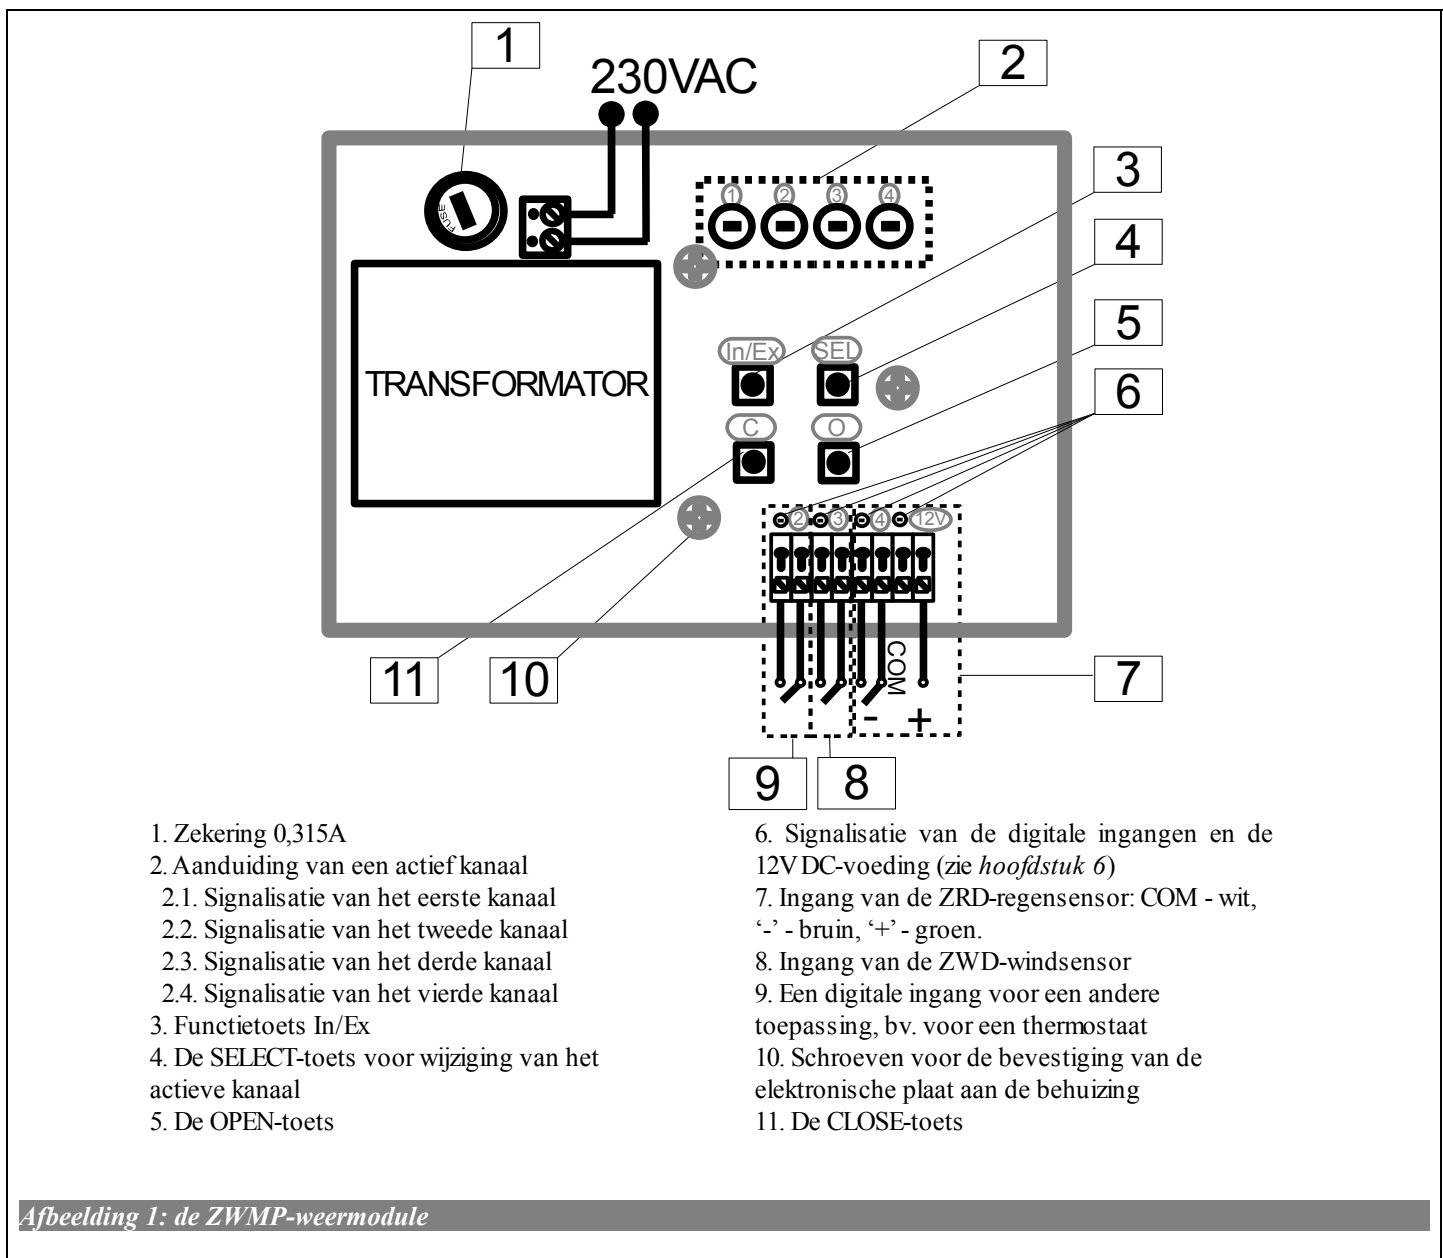 1
230VAC
2
3
4
5
6
FUSE
1 2 3 4
TRANSFORMATOR
In/Ex SEL
C O
2 3 4 12V
COM
- +
11
10
7
9
8
1. Zekering 0,315A
2. Aanduiding van een actief kanaal
2.1. Signalisatie van het eerste kanaal
2.2. Signalisatie van het tweede kanaal
2.3. Signalisatie van het derde kanaal
2.4. Signalisatie van het vierde kanaal
3. Functietoets In/Ex
4. De SELECT-toets voor wijziging van het
actieve kanaal
5. De OPEN-toets
6. Signalisatie van de digitale ingangen en de
12VDC-voeding (zie hoofdstuk 6)
7. Ingang van de ZRD-regensensor: COM - wit,
‘-’ - bruin, ‘+’ - groen.
8. Ingang van de ZWD-windsensor
9. Een digitale ingang voor een andere
toepassing, bv. voor een thermostaat
10. Schroeven voor de bevestiging van de
elektronische plaat aan de behuizing
11. De CLOSE-toets
Afbeelding 1: de ZWMP-weermodule